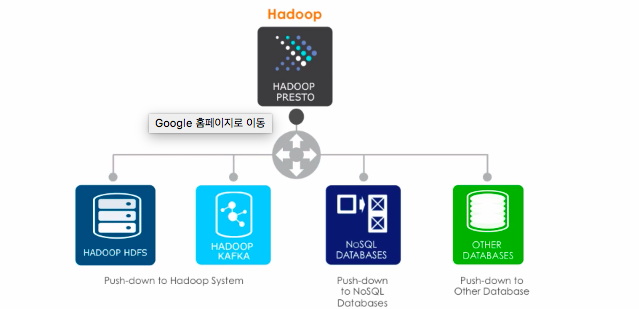 Hadoop
HADOOP
PRESTO
Google 홈페이지로 이동
HADOOP HDFS
HADOOP
KAFKA
NoSQL
DATABASES
OTHER
DATABASES
Push-down to Hadoop System
Push-down
to NoSQL
Databases
Push-down to
Other Database